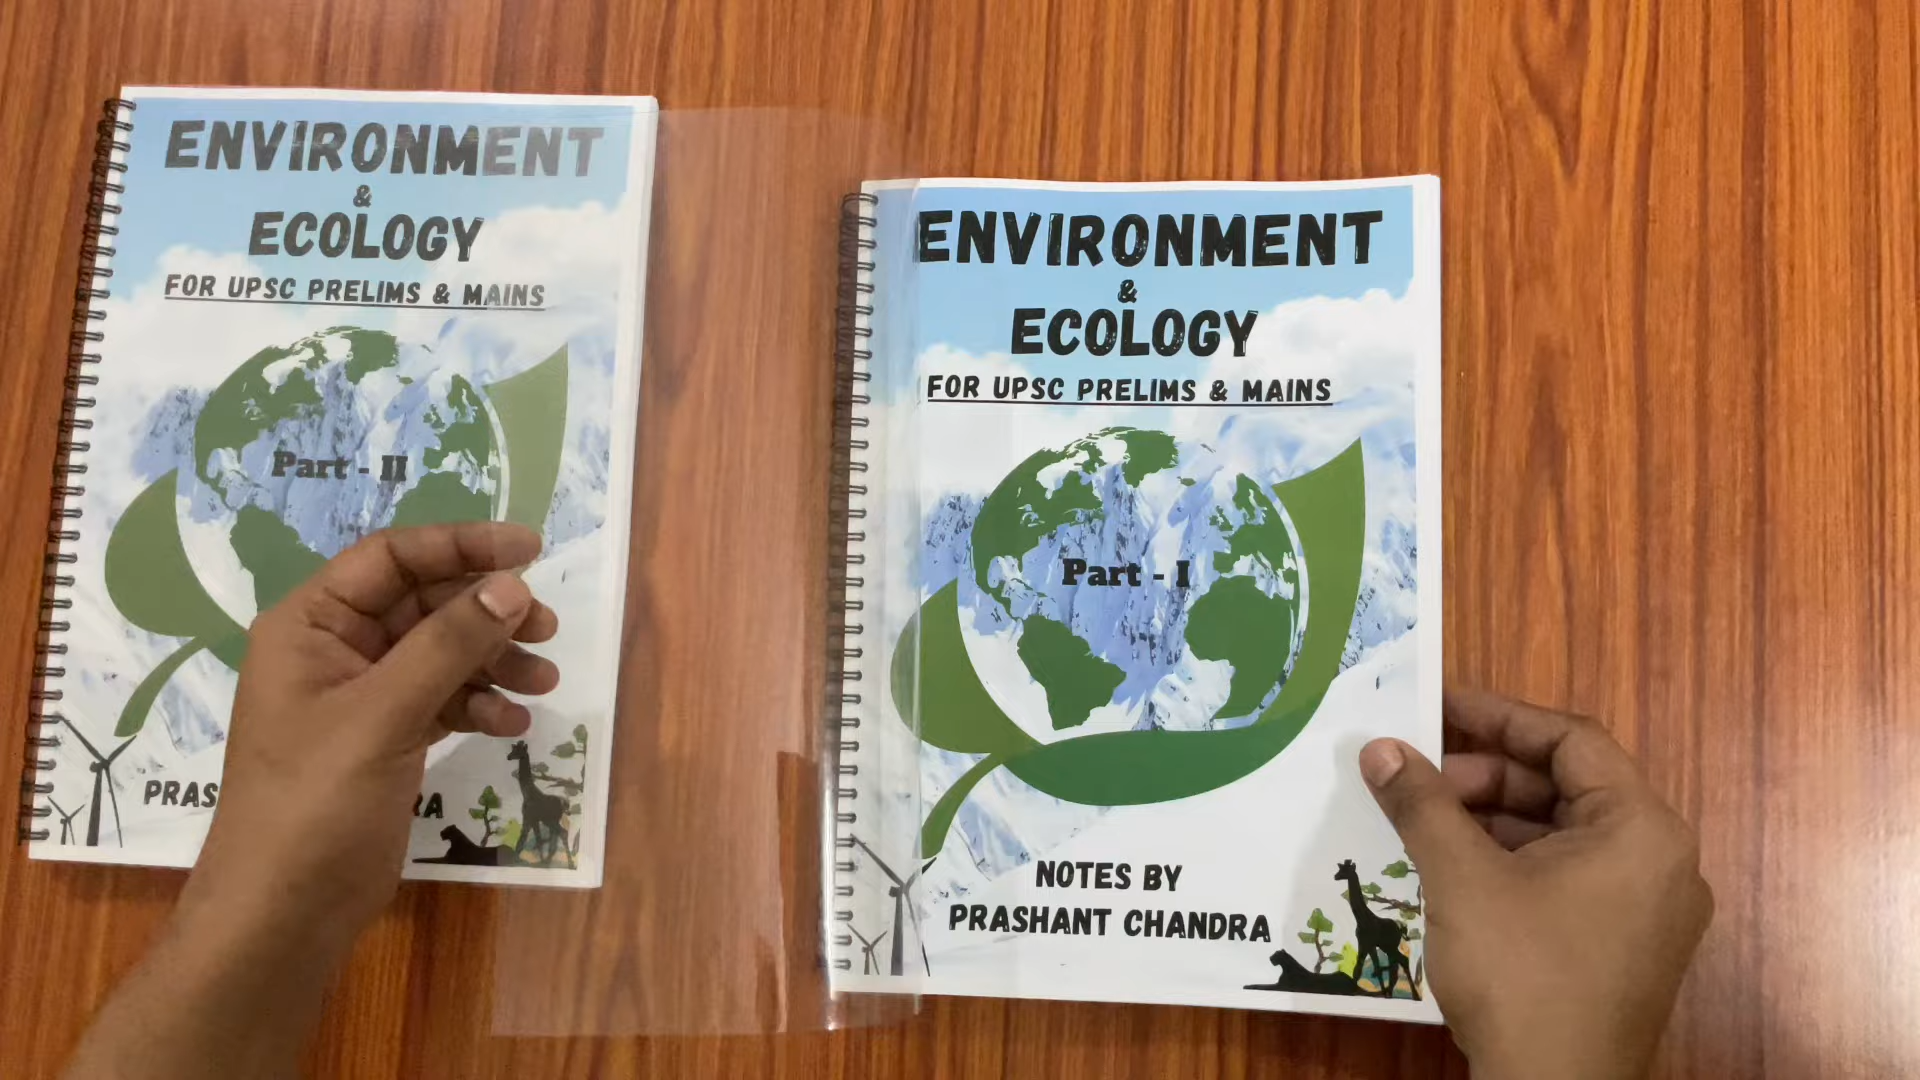 ENVIRONMENT
&
ECOLOGY
FOR UPSC PRELIMS & MAINS
Part - II
ENVIRONMENT
&
ECOLOGY
FOR UPSC PRELIMS & MAINS
Part - I
NOTES BY
PRASHANT CHANDRA